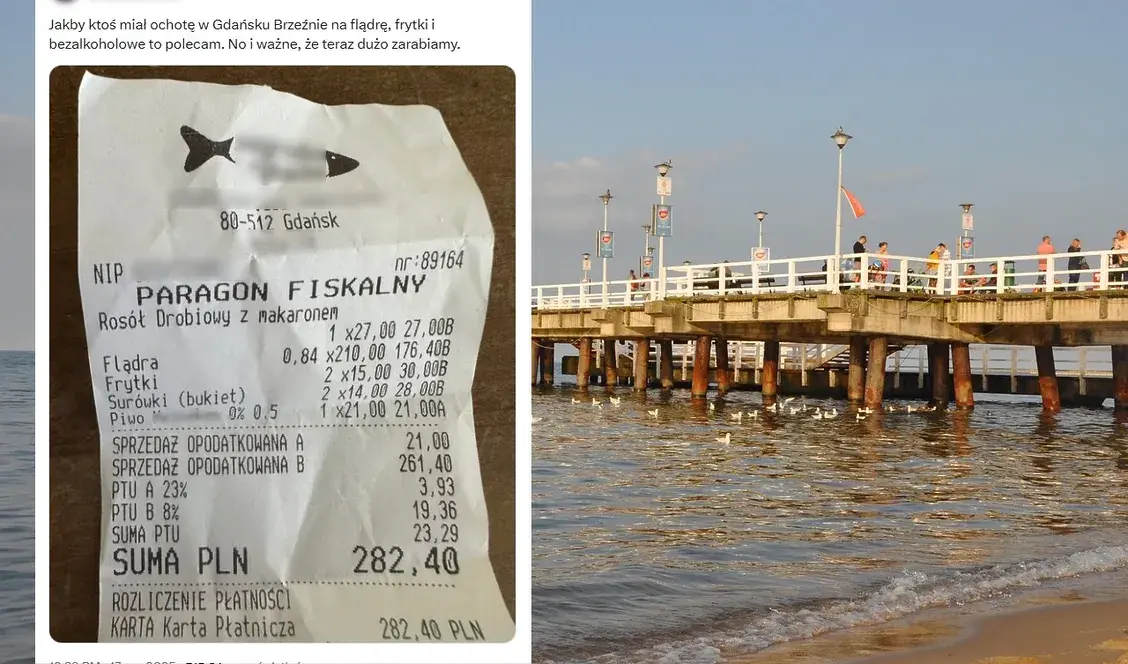 Jakby ktoś miał ochotę w Gdańsku Brzeźnie na flądrę, frytki i
bezalkoholowe to polecam. No i ważne, że teraz dużo zarabiamy.
80-512 Gdańsk
NIP nr:89164
PARAGON FISKALNY
Rosół Drobiowy z makaronem
1 x27,00 27,00B
Flądra 0,84 x210,00 176,40B
Frytki 2 x15,00 30,00B
Surówki (bukiet) 2 x14,00 28,00B
Piwo 0% 0.5 1 x21,00 21,00A
SPRZEDAŻ OPODATKOWANA A 21,00
SPRZEDAŻ OPODATKOWANA B 261,40
PTU A 23% 3,93
PTU B 8% 19,36
SUMA PTU 23,29
SUMA PLN 282,40
ROZLICZENIE PŁATNOŚCI
KARTA Karta Płatnicza 282,40 PLN